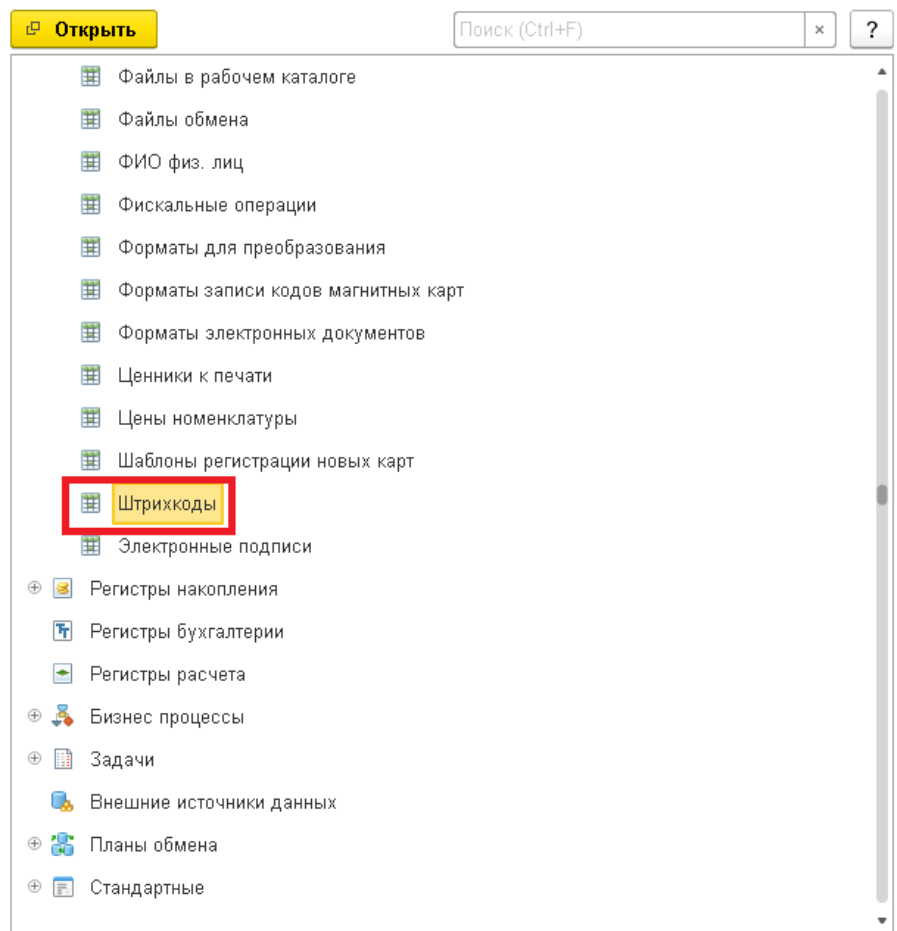 Открыть
Поиск (Ctrl+F)
×
?
Файлы в рабочем каталоге
Файлы обмена
ФИО физ. лиц
Фискальные операции
Форматы для преобразования
Форматы записи кодов магнитных карт
Форматы электронных документов
Ценники к печати
Цены номенклатуры
Шаблоны регистрации новых карт
Штрихкоды
Электронные подписи
Регистры накопления
Регистры бухгалтерии
Регистры расчета
Бизнес процессы
Задачи
Внешние источники данных
Планы обмена
Стандартные